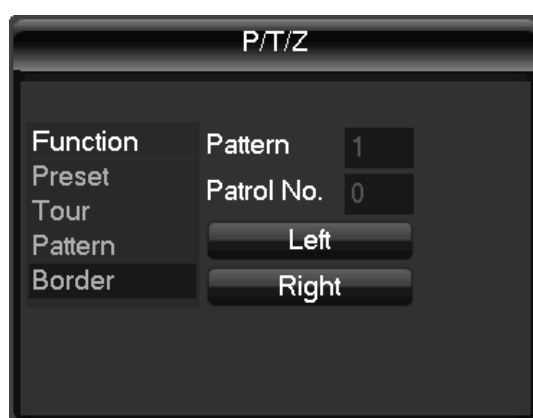 P/T/Z
Function
Preset
Tour
Pattern
Border
Pattern 1
Patrol No. 0
Left
Right